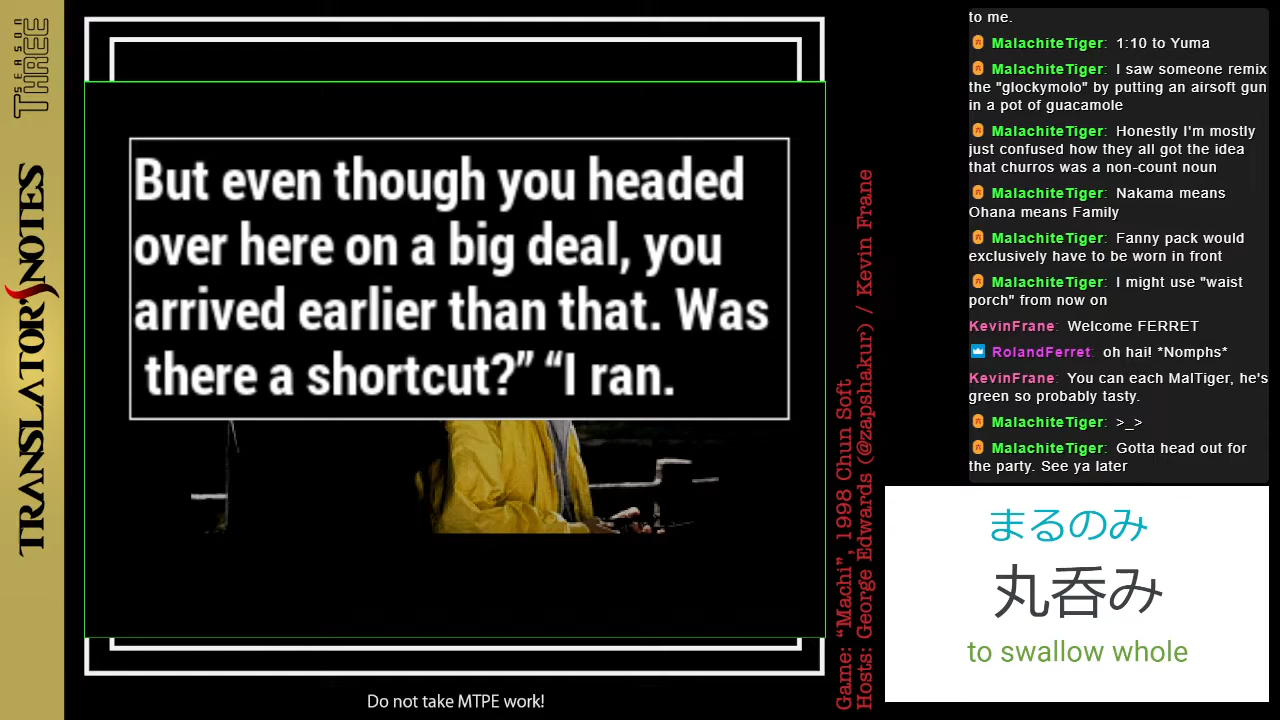 SEASON
THREE
TRANSLATOR'S NOTES
But even though you headed
over here on a big deal, you
arrived earlier than that. Was
there a shortcut?” “I ran.
Do not take MTPE work!
Game: “Machi”, 1998 Chun Soft
Hosts: George Edwards (@zapshakur) / Kevin Frane
to me.
MalachiteTiger: 1:10 to Yuma
MalachiteTiger: I saw someone remix
the "glockymolo" by putting an airsoft gun
in a pot of guacamole
MalachiteTiger: Honestly I'm mostly
just confused how they all got the idea
that churros was a non-count noun
MalachiteTiger: Nakama means
Ohana means Family
MalachiteTiger: Fanny pack would
exclusively have to be worn in front
MalachiteTiger: I might use "waist
porch" from now on
KevinFrane: Welcome FERRET
RolandFerret: oh hai! *Nomphs*
KevinFrane: You can vorch MalTiger, he's
green so probably tasty.
MalachiteTiger: >_>
MalachiteTiger: Gotta head out for
the party. See ya later
まるのみ
丸呑み
to swallow whole